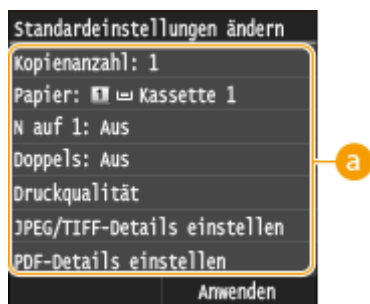 Standardeinstellungen ändern
Kopienanzahl: 1
Papier: 1 Kassette 1
N auf 1: Aus
Doppels: Aus
Druckqualität
JPEG/TIFF-Details einstellen
PDF-Details einstellen
Anwenden
a